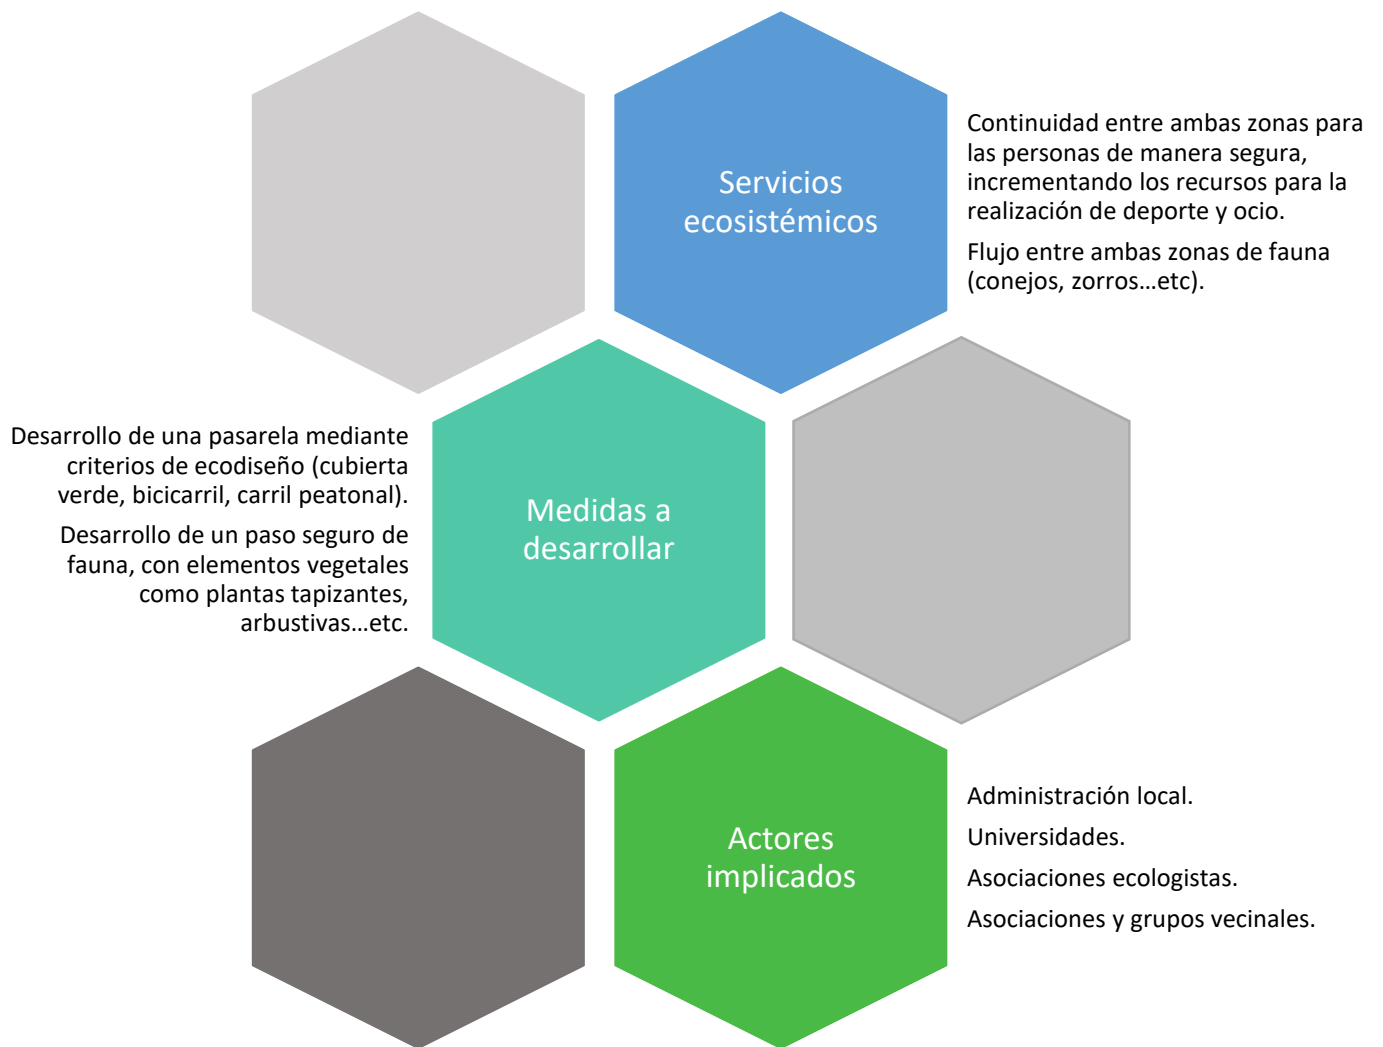 Servicios
ecosistémicos
Continuidad entre ambas zonas para
las personas de manera segura,
incrementando los recursos para la
realización de deporte y ocio.
Flujo entre ambas zonas de fauna
(conejos, zorros…etc).
Desarrollo de una pasarela mediante
criterios de ecodiseño (cubierta
verde, bicicarril, carril peatonal).
Desarrollo de un paso seguro de
fauna, con elementos vegetales
como plantas tapizantes,
arbustivas…etc.
Medidas a
desarrollar
Actores
implicados
Administración local.
Universidades.
Asociaciones ecologistas.
Asociaciones y grupos vecinales.